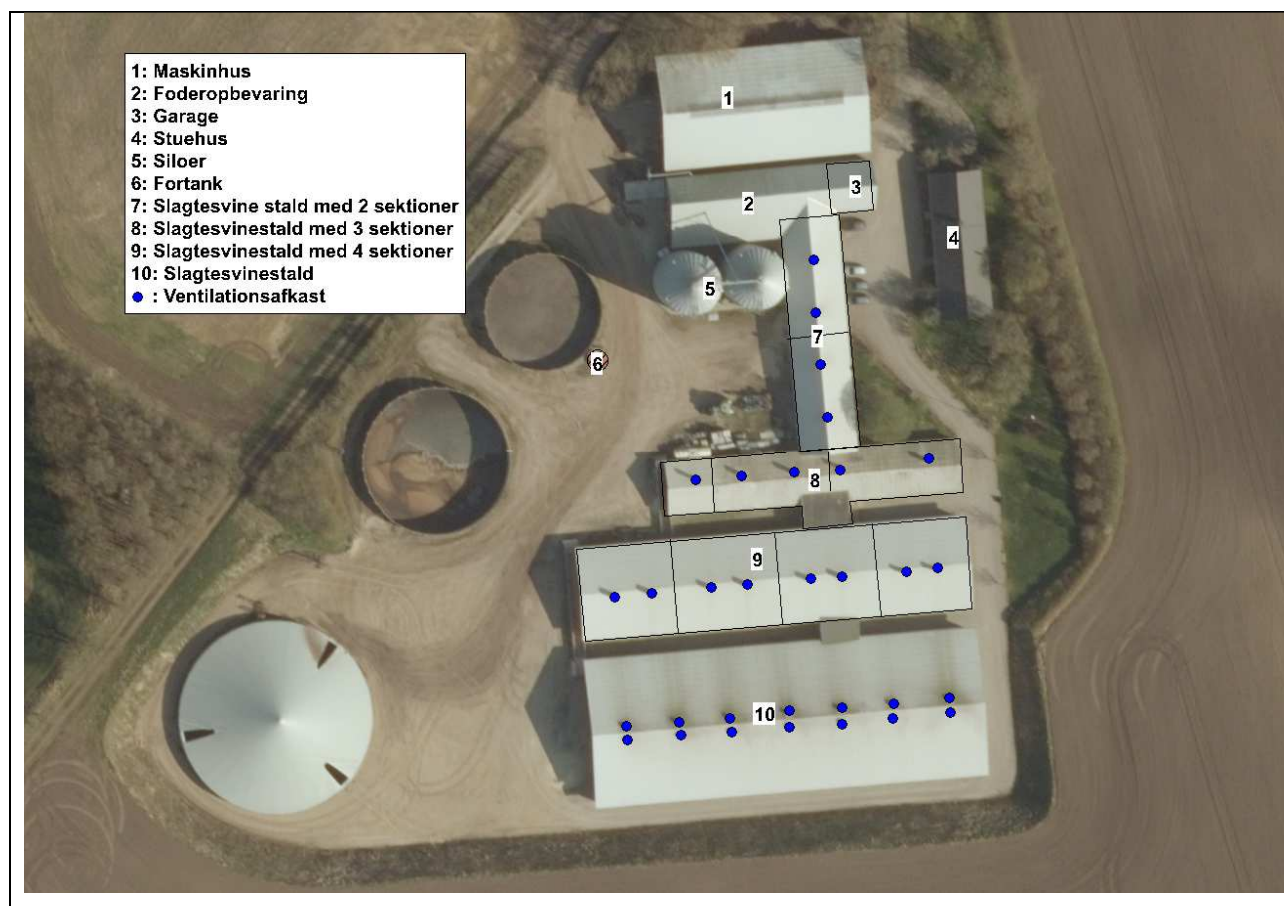 1: Maskinhus
2: Foderopbevaring
3: Garage
4: Stuehus
5: Siloer
6: Fortank
7: Slagtesvine stald med 2 sektioner
8: Slagtesvinestald med 3 sektioner
9: Slagtesvinestald med 4 sektioner
10: Slagtesvinestald
: Ventilationsafkast
1
2
3
4
5
6
7
8
9
10